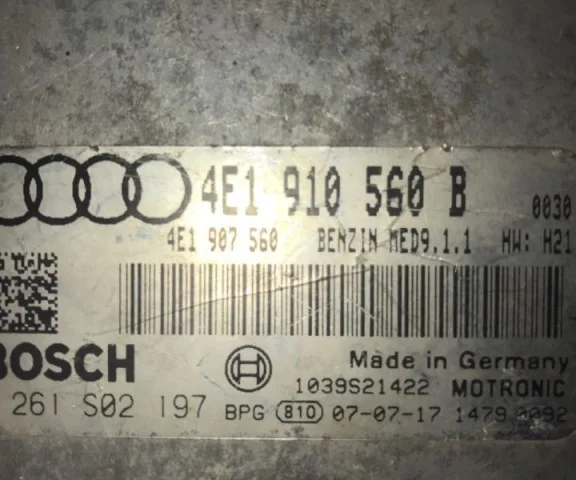 4E1 910 560 B 0030
4E1 907 560 BENZIN MED9.1.1 HW: H21
BOSCH
Made in Germany
1039S21422 MOTRONIC
261 S02 197 BPG 810 07-07-17 1479 0092